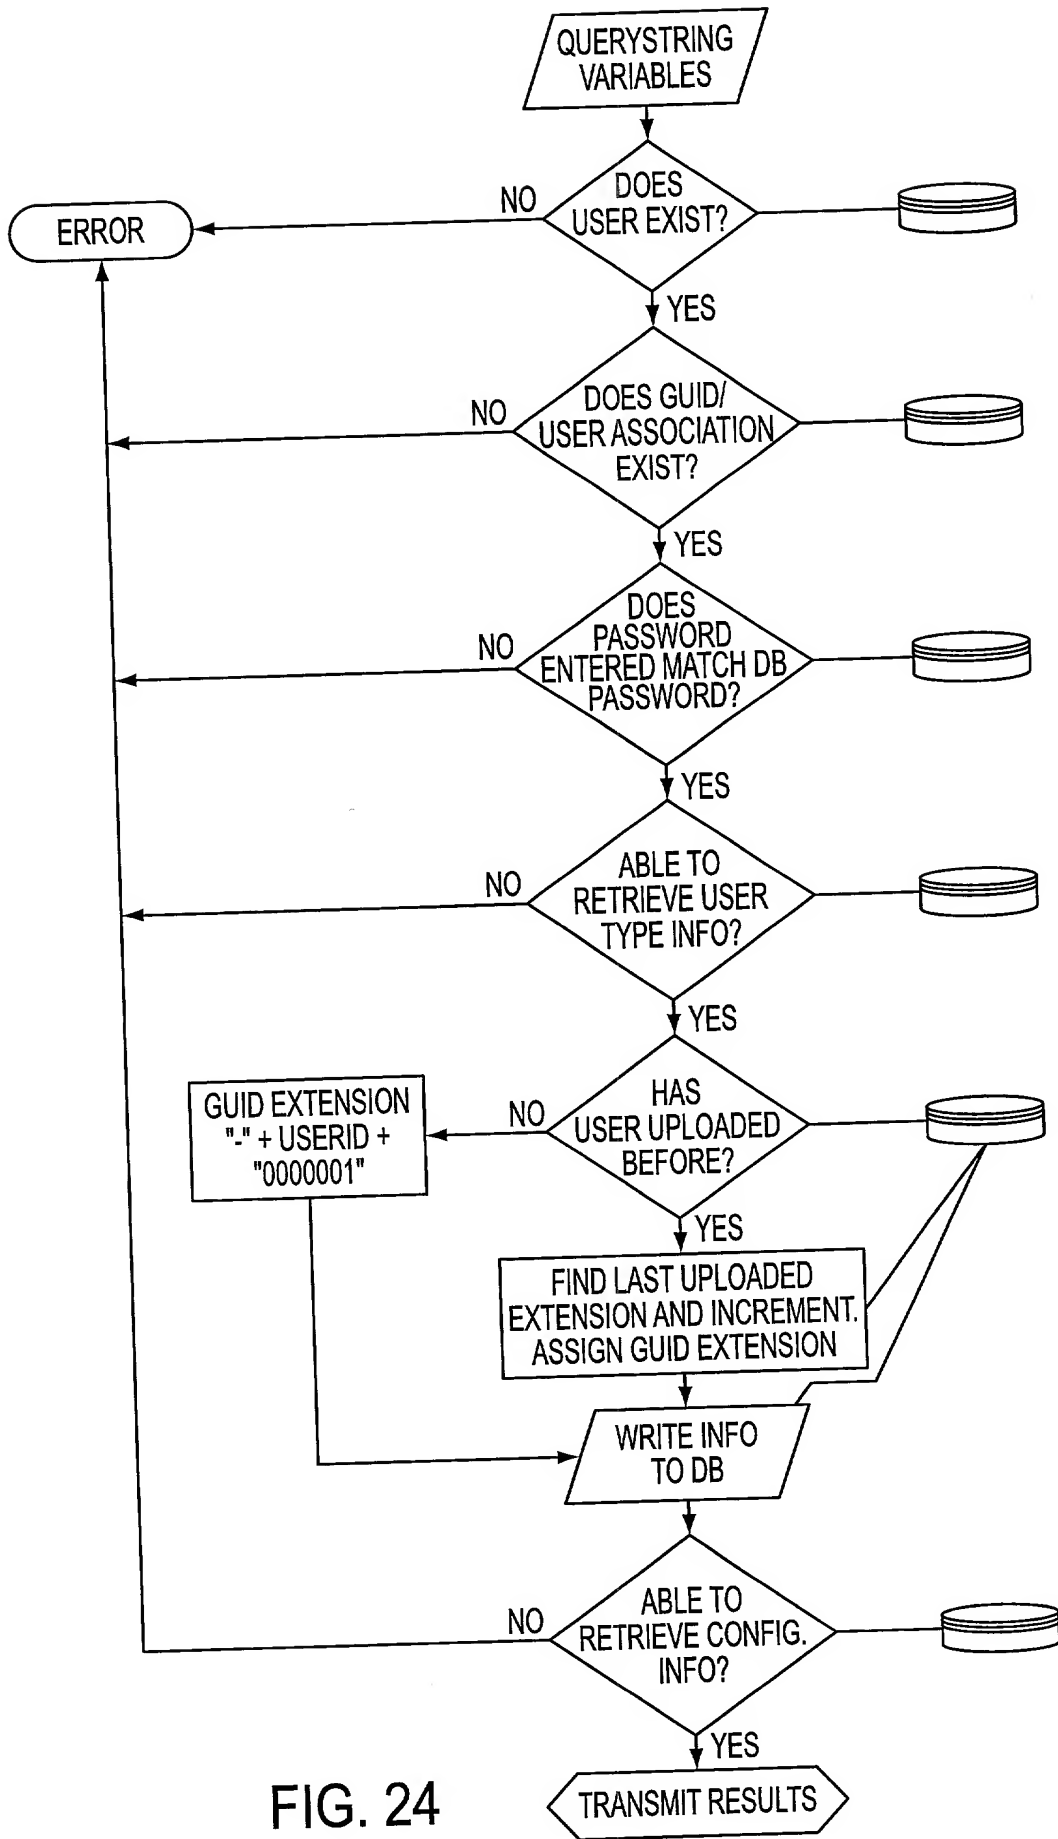 QUERYSTRING
VARIABLES
DOES
USER EXIST?
NO
ERROR
YES
DOES GUID/
USER ASSOCIATION
EXIST?
NO
YES
DOES
PASSWORD
ENTERED MATCH DB
PASSWORD?
NO
YES
ABLE TO
RETRIEVE USER
TYPE INFO?
NO
YES
HAS
USER UPLOADED
BEFORE?
NO
GUID EXTENSION
"-" + USERID +
"0000001"
YES
FIND LAST UPLOADED
EXTENSION AND INCREMENT.
ASSIGN GUID EXTENSION
WRITE INFO
TO DB
ABLE TO
RETRIEVE CONFIG.
INFO?
NO
YES
TRANSMIT RESULTS
FIG. 24